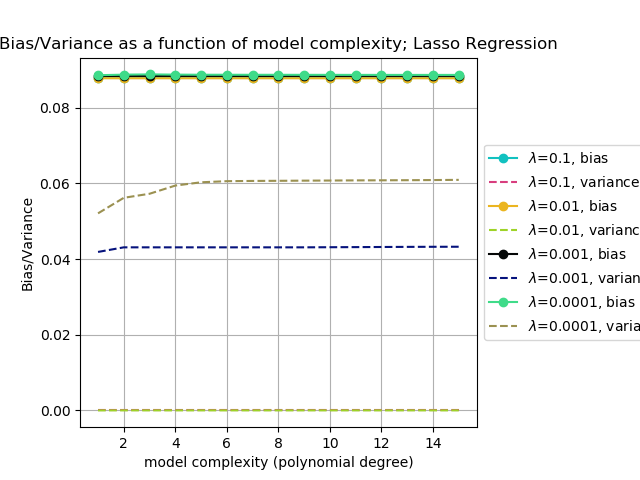 Bias/Variance as a function of model complexity; Lasso Regression
0.08
0.06
0.04
0.02
0.00
Bias/Variance
2 4 6 8 10 12 14
model complexity (polynomial degree)
λ=0.1, bias
λ=0.1, variance
λ=0.01, bias
λ=0.01, varianc
λ=0.001, bias
λ=0.001, varian
λ=0.0001, bias
λ=0.0001, varia